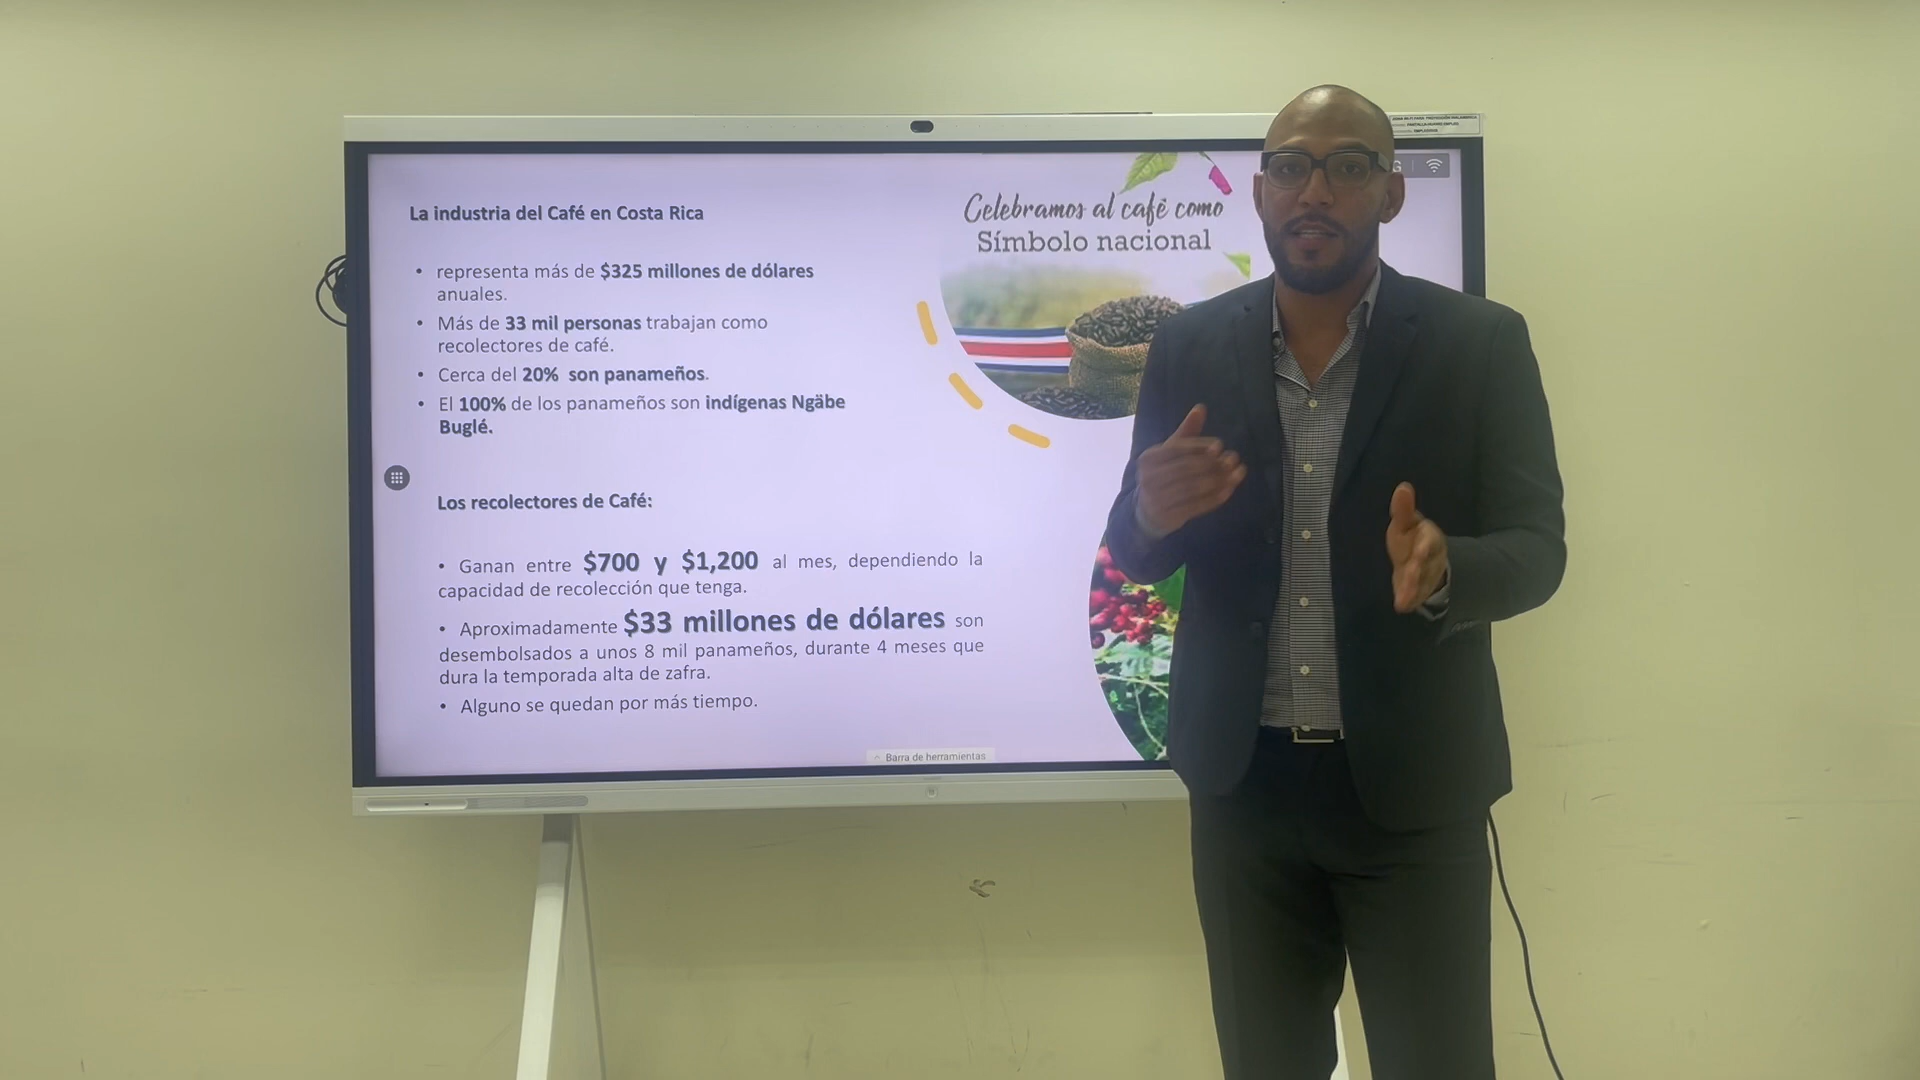 La industria del Café en Costa Rica
• representa más de $325 millones de dólares
anuales.
• Más de 33 mil personas trabajan como
recolectores de café.
• Cerca del 20% son panameños.
• El 100% de los panameños son indígenas Ngäbe
Buglé.
Los recolectores de Café:
• Ganan entre $700 y $1,200 al mes, dependiendo la
capacidad de recolección que tenga.
• Aproximadamente $33 millones de dólares son
desembolsados a unos 8 mil panameños, durante 4 meses que
dura la temporada alta de zafra.
• Alguno se quedan por más tiempo.
Celebramos al café como
Símbolo nacional
G
Barra de herramientas